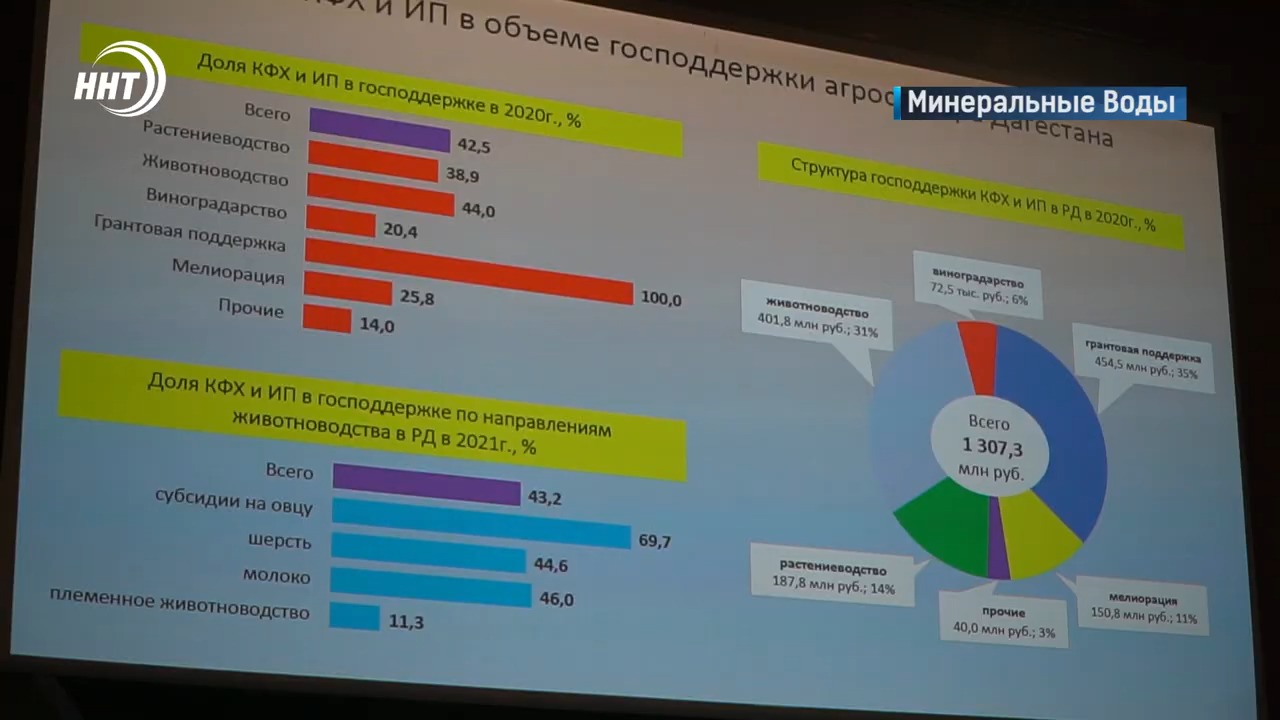 ННТ
Минеральные Воды
КФХ и ИП в объеме господдержки
Дагестана
Доля КФХ и ИП в господдержке в 2020г., %
Всего 42,5
Растениеводство 38,9
Животноводство 44,0
Виноградарство 20,4
Грантовая поддержка 100,0
Мелиорация 25,8
Прочие 14,0
Доля КФХ и ИП в господдержке по направлениям
животноводства в РД в 2021г., %
Всего 43,2
субсидии на овцу 69,7
шерсть 44,6
молоко 46,0
племенное животноводство 11,3
Структура господдержки КФХ и ИП в РД в 2020г., %
виноградарство
72,5 тыс. руб.; 6%
животноводство
401,8 млн руб.; 31%
грантовая поддержка
454,5 млн руб.; 35%
Всего
1 307,3
млн руб.
растениеводство
187,8 млн руб.; 14%
прочие
40,0 млн руб.; 3%
мелиорация
150,8 млн руб.; 11%